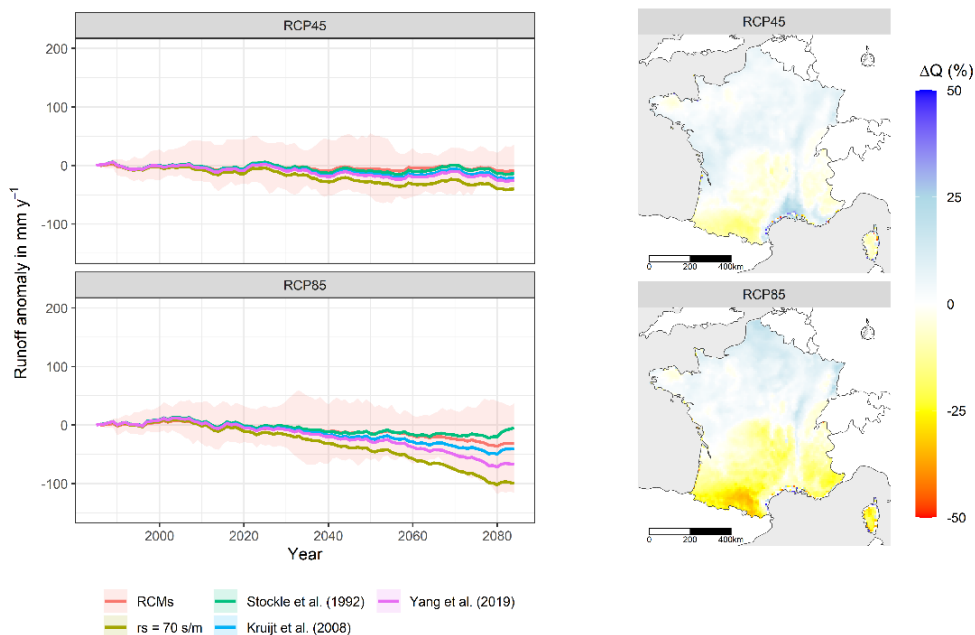 RCP45
200
100
0
-100
RCP85
200
100
0
-100
Runoff anomaly in mm y⁻¹
2000 2020 2040 2060 2080
Year
RCMs
Stockle et al. (1992)
Yang et al. (2019)
rs = 70 s/m
Kruijt et al. (2008)
RCP45
0 200 400km
RCP85
0 200 400km
ΔQ (%)
50
25
0
-25
-50